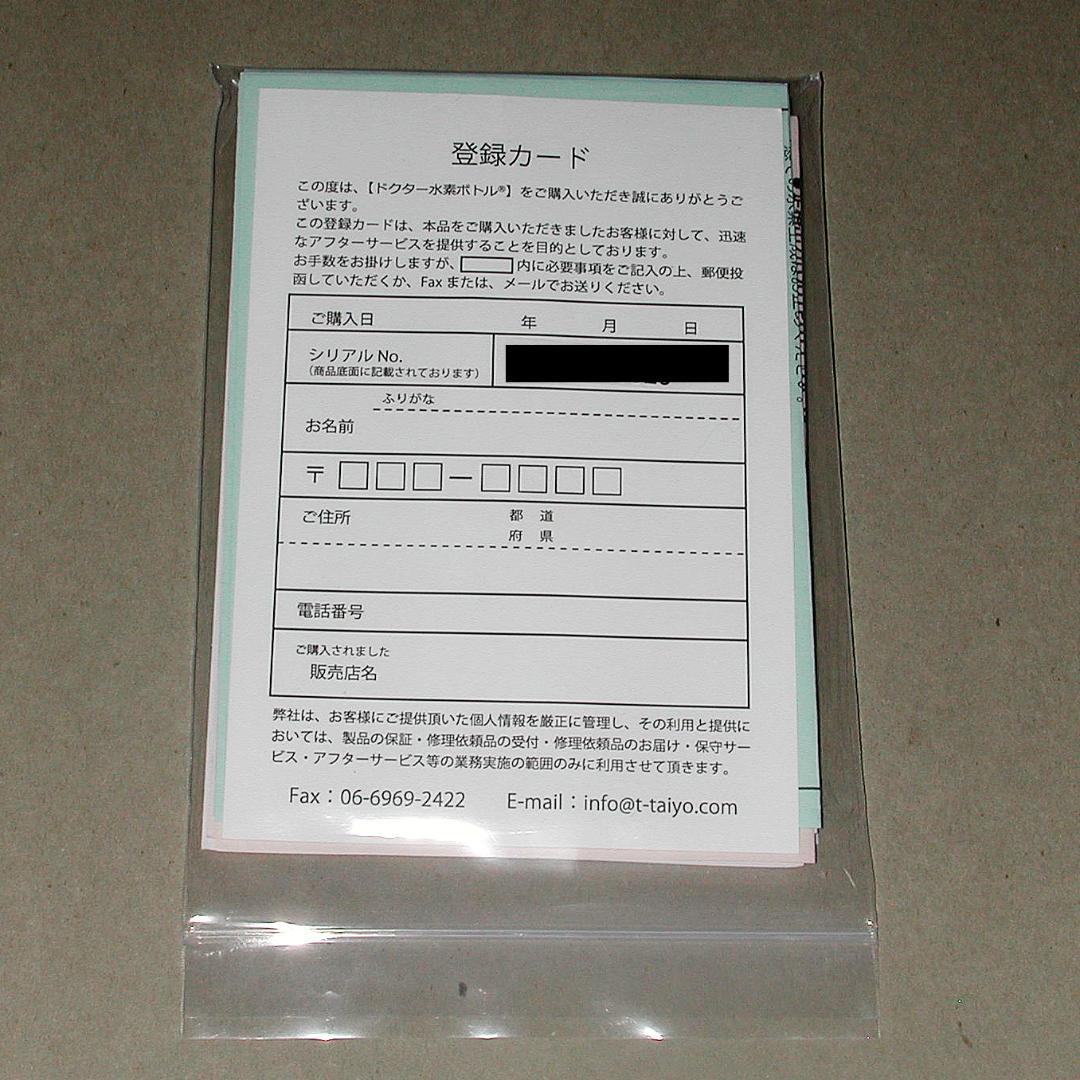 登録カード
この度は、【ドクター水素ボトル®】をご購入いただき誠にありがとうご
ざいます。
この登録カードは、本品をご購入いただきましたお客様に対して、迅速
なアフターサービスを提供することを目的としております。
お手数をお掛けしますが、 内に必要事項をご記入の上、郵便投
函していただくか、Fax または、メールでお送りください。
ご購入日 年 月 日
シリアル No.
(商品底面に記載されております)
ふりがな
お名前
〒 □□□―□□□□
ご住所 都 道
府 県
電話番号
ご購入されました
販売店名
弊社は、お客様にご提供頂いた個人情報を厳正に管理し、その利用と提供に
おいては、製品の保証・修理依頼品の受付・修理依頼品のお届け・保守サー
ビス・アフターサービス等の業務実施の範囲のみに利用させて頂きます。
Fax：06-6969-2422 E-mail：info@t-taiyo.com